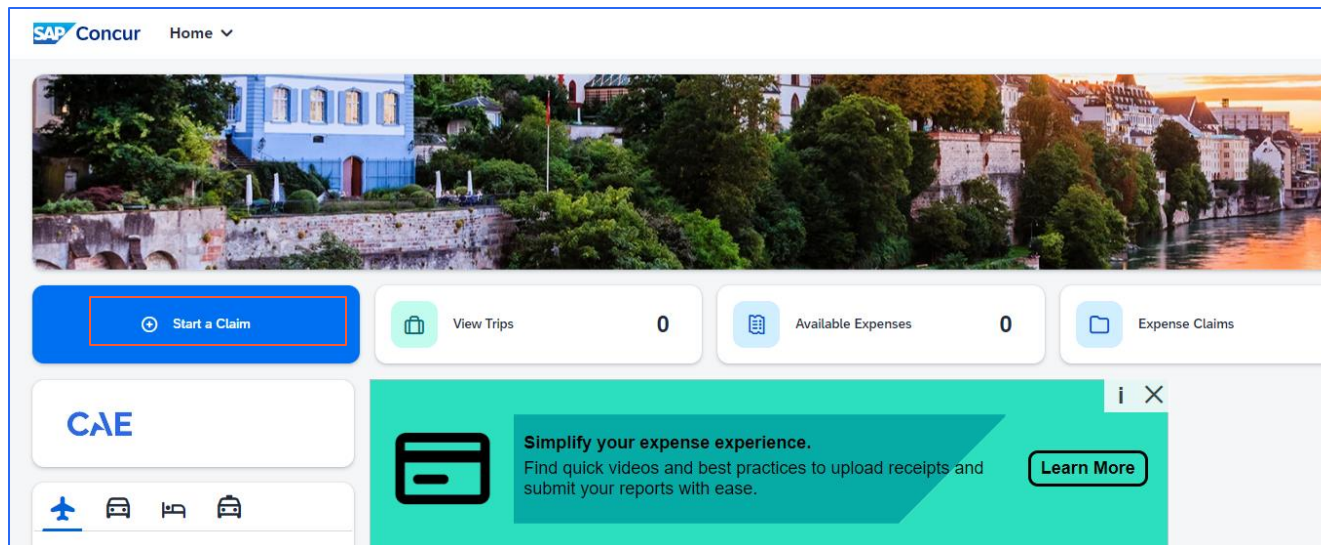 SAP Concur Home
Start a Claim
View Trips 0
Available Expenses 0
Expense Claims
CAE
i
Simplify your expense experience.
Find quick videos and best practices to upload receipts and
submit your reports with ease.
Learn More